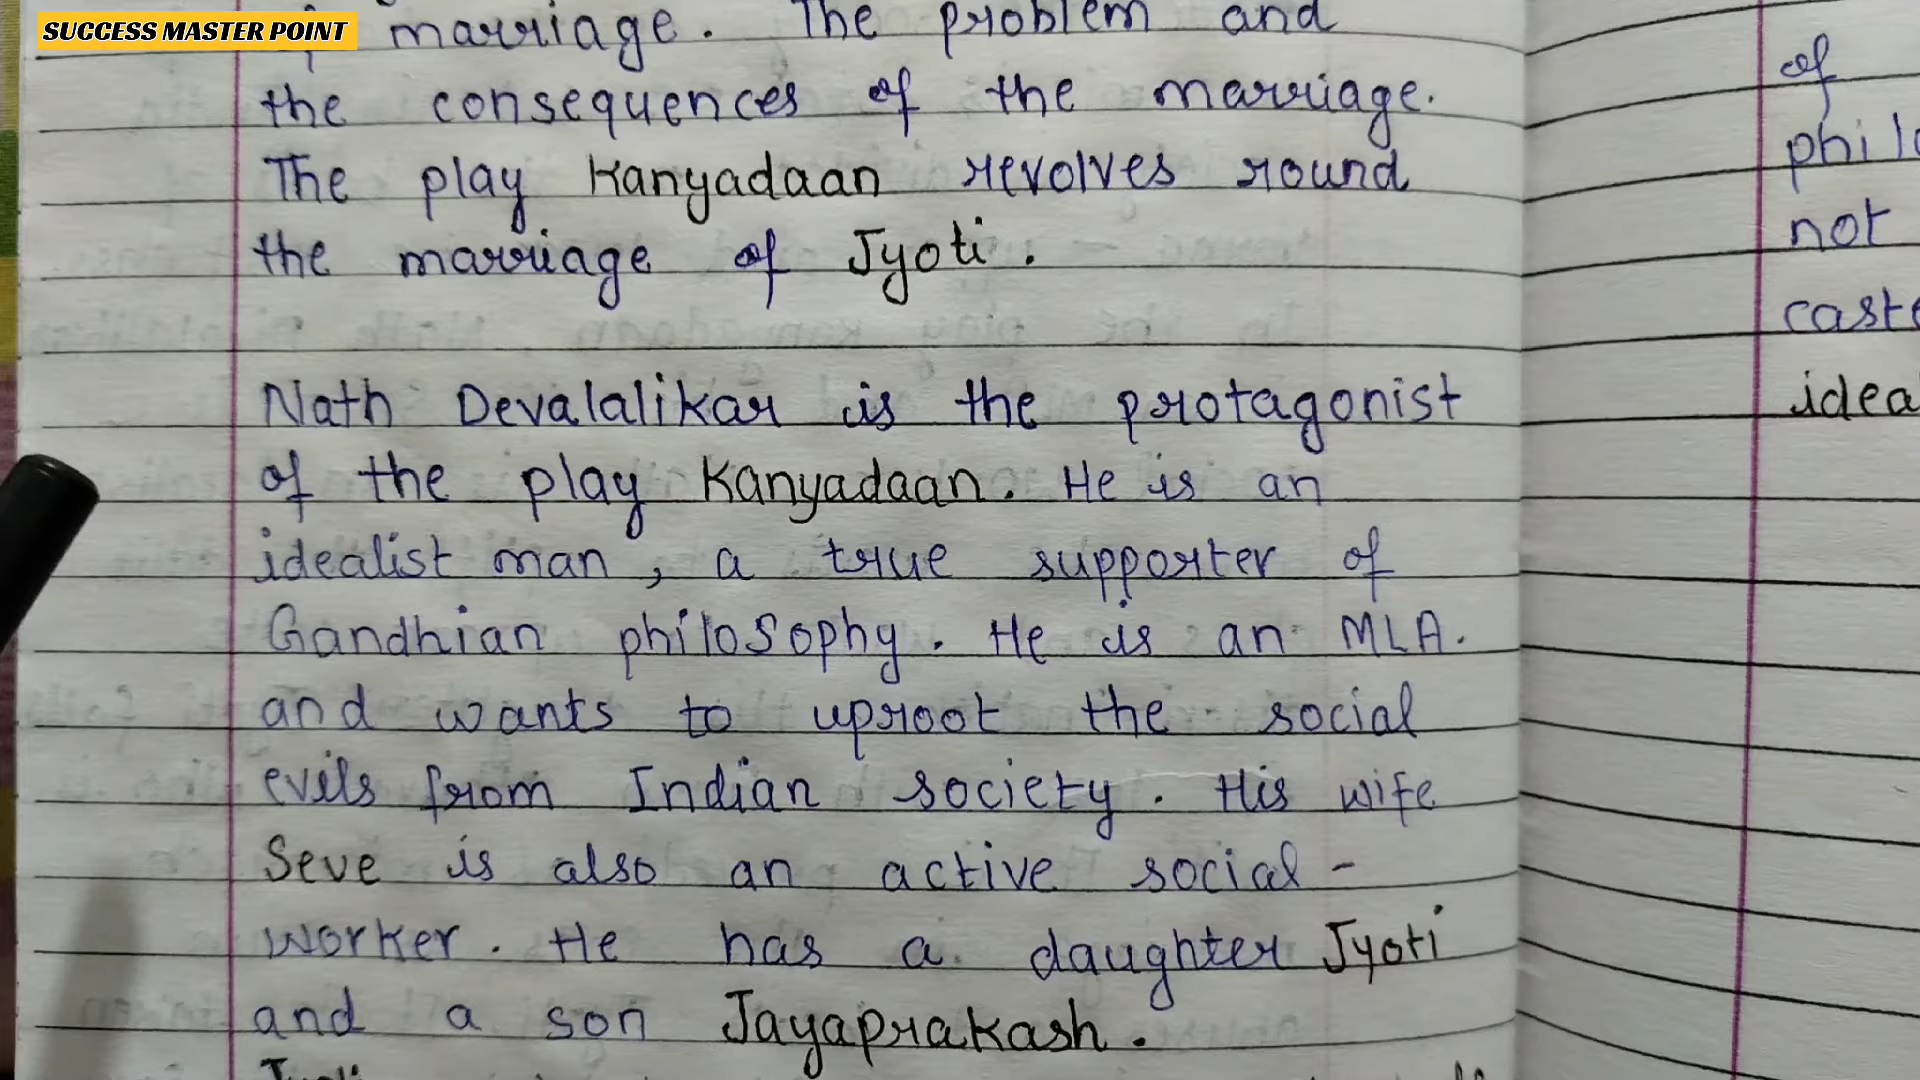 SUCCESS MASTER POINT
marriage. The problem and
the consequences of the marriage.
The play Kanyadaan revolves round
the marriage of Jyoti.
Nath Devalalikar is the protagonist
of the play Kanyadaan. He is an
idealist man, a true supporter of
Gandhian philosophy. He is an MLA.
and wants to uproot the social
evils from Indian society. His wife
Seve is also an active social-
worker. He has a daughter Jyoti
and a son Jayaprakash.
of
not